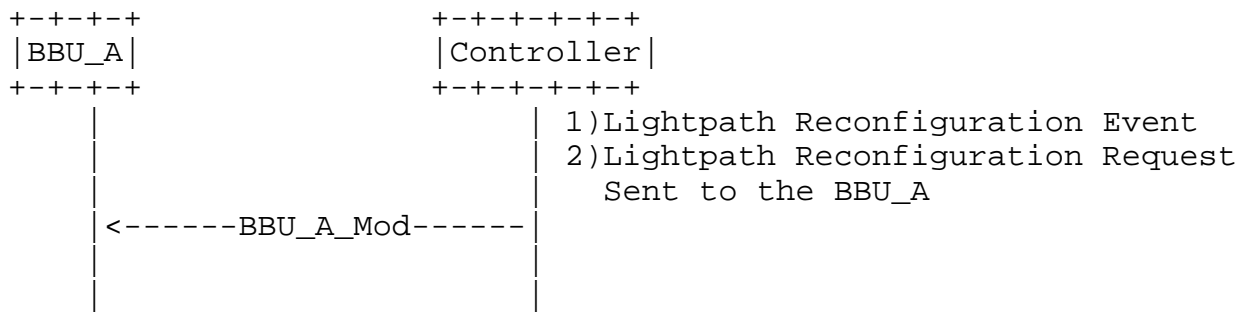 +-+-+-+                +-+-+-+-+-+
|BBU_A|                |Controller|
+-+-+-+                +-+-+-+-+-+
    |                       | 1)Lightpath Reconfiguration Event
    |                       | 2)Lightpath Reconfiguration Request
    |                       |   Sent to the BBU_A
    |<------BBU_A_Mod------|
    |                       |
    |                       |